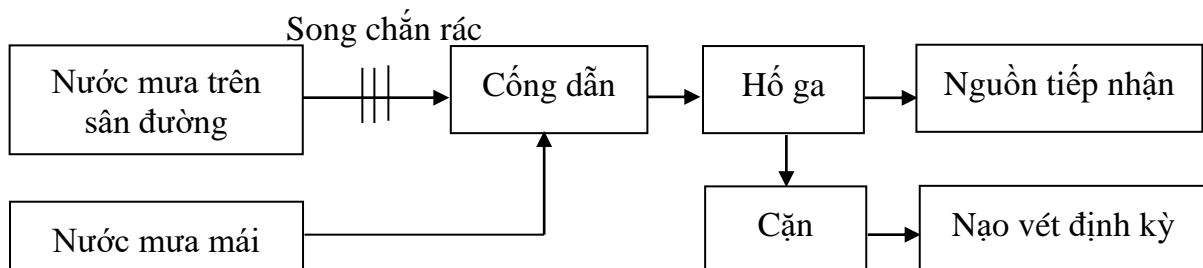 Song chắn rác
Nước mưa trên
sân đường
Cống dẫn
Hố ga
Nguồn tiếp nhận
Nước mưa mái
Cặn
Nạo vét định kỳ